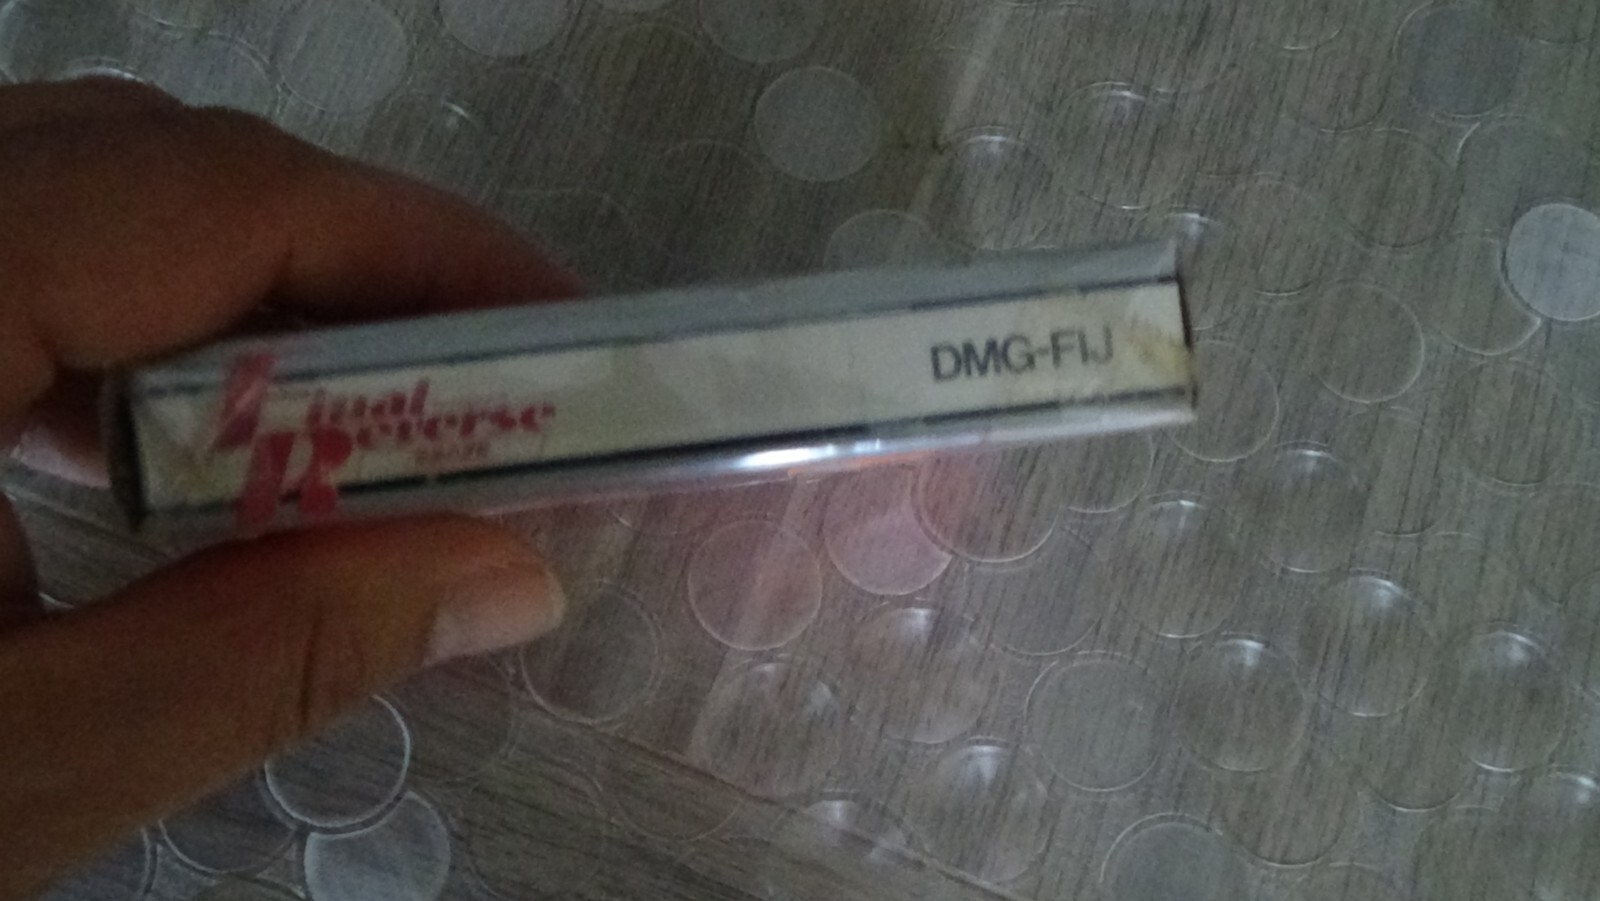 Final
Reverse
DMG-FIJ